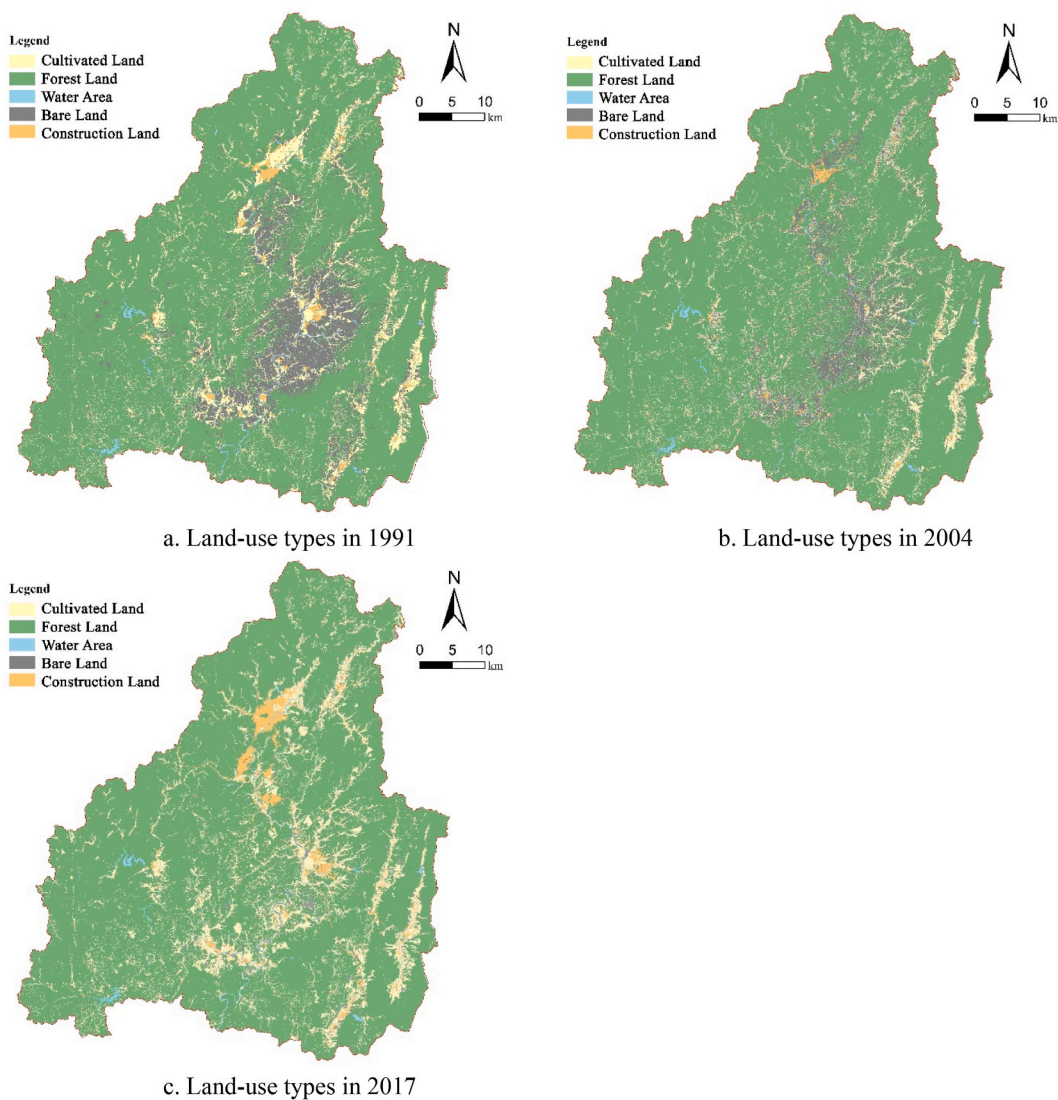 Legend
Cultivated Land
Forest Land
Water Area
Bare Land
Construction Land
N
0 5 10
km
a. Land-use types in 1991
Legend
Cultivated Land
Forest Land
Water Area
Bare Land
Construction Land
N
0 5 10
km
b. Land-use types in 2004
Legend
Cultivated Land
Forest Land
Water Area
Bare Land
Construction Land
N
0 5 10
km
c. Land-use types in 2017